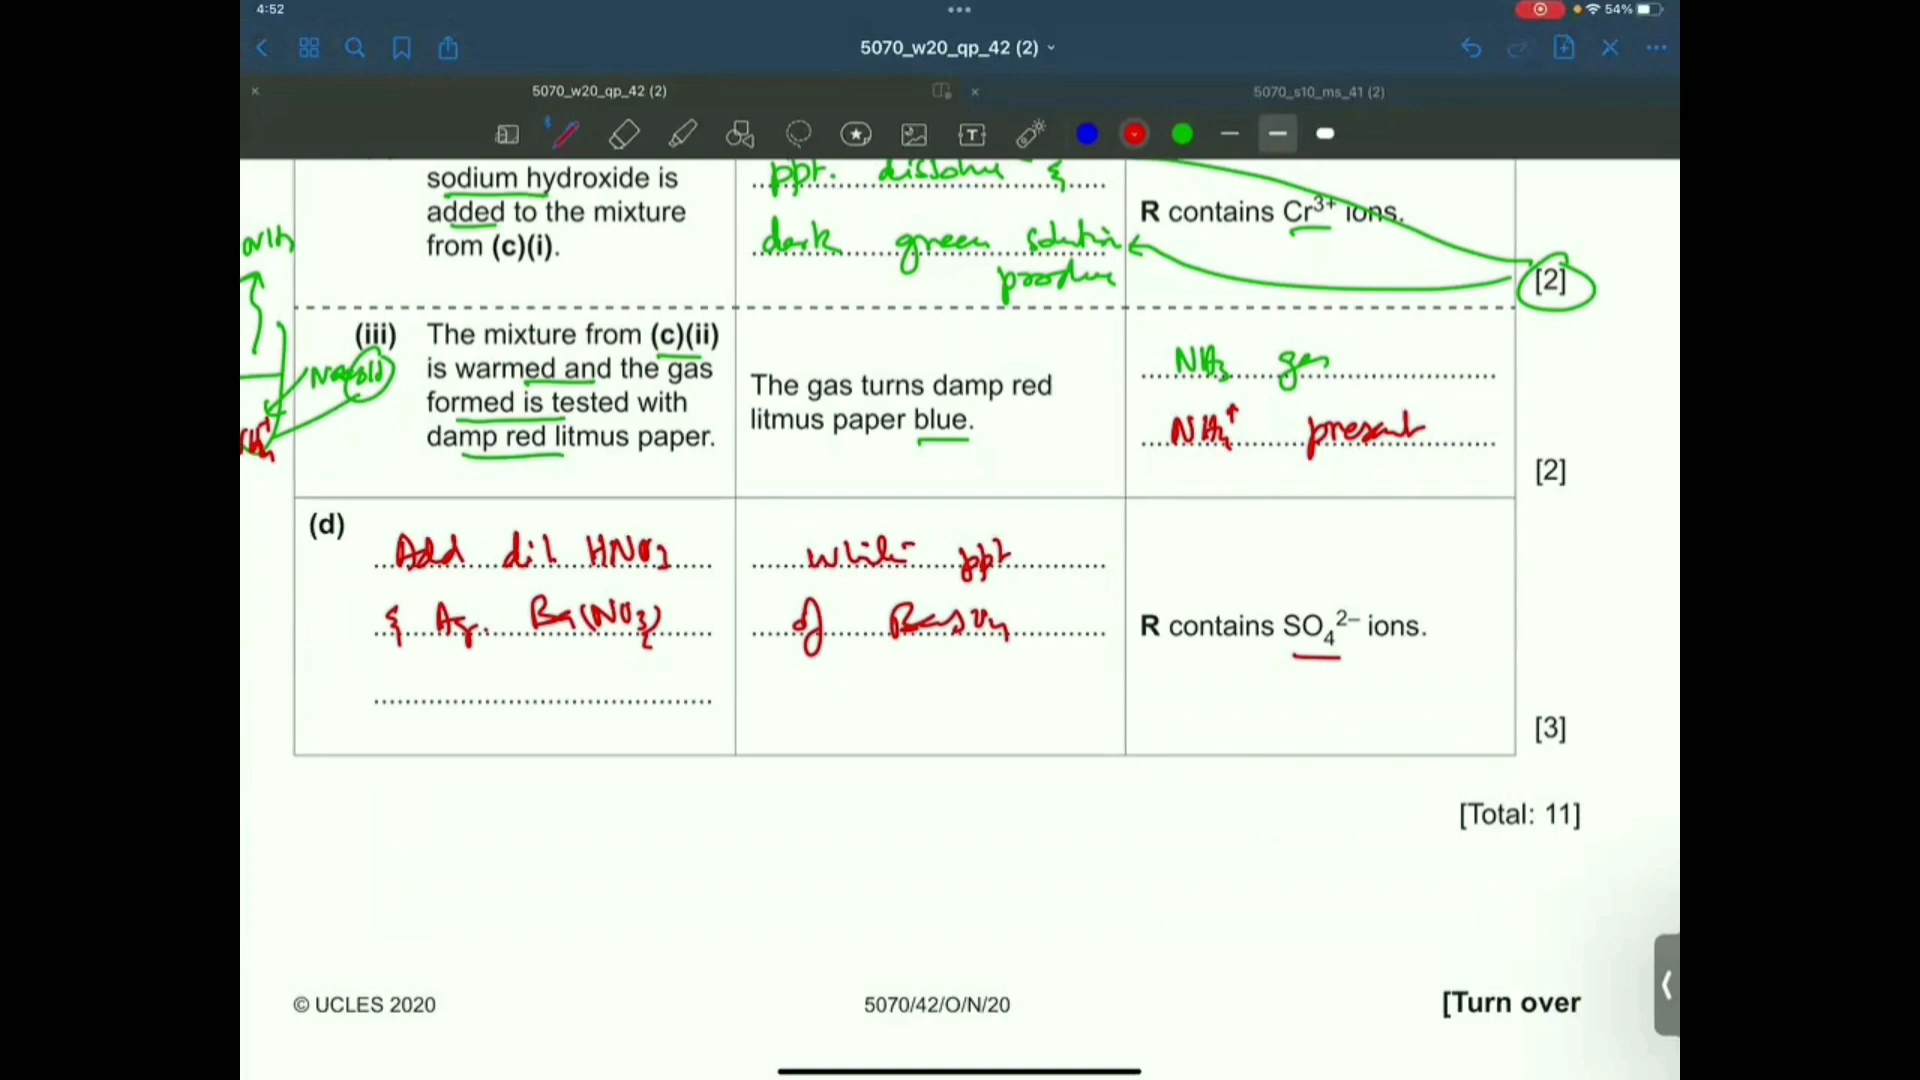 4:52
54%
5070_w20_qp_42 (2)
5070_w20_qp_42 (2)
5070_s10_ms_41 (2)
sodium hydroxide is
added to the mixture
from (c)(i).
ppt. dissolve &
dark green solution
produce
R contains Cr³⁺ ions.
[2]
(iii) The mixture from (c)(ii)
is warmed and the gas
formed is tested with
damp red litmus paper.
The gas turns damp red
litmus paper blue.
NH₃ gas
NH₄⁺ present
[2]
(d)
Add dil HNO₃
& Aq. Ba(NO₃)₂
White ppt
of BaSO₄
R contains SO₄²⁻ ions.
[3]
[Total: 11]
© UCLES 2020
5070/42/O/N/20
[Turn over